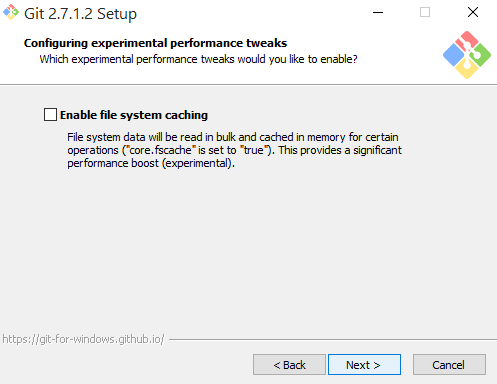 Git 2.7.1.2 Setup
Configuring experimental performance tweaks
Which experimental performance tweaks would you like to enable?
Enable file system caching
File system data will be read in bulk and cached in memory for certain
operations ("core.fscache" is set to "true"). This provides a significant
performance boost (experimental).
https://git-for-windows.github.io/
< Back
Next >
Cancel